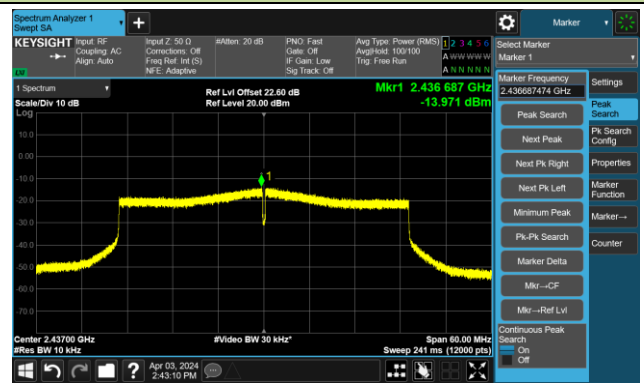 Spectrum Analyzer 1
Swept SA
+
Marker
KEYSIGHT
Input: RF
Coupling: AC
Align: Auto
Input Z: 50 Ω
Corrections: Off
Freq Ref: Int (S)
NFE: Adaptive
#Atten: 20 dB
PNO: Fast
Gate: Off
IF Gain: Low
Sig Track: Off
Avg Type: Power (RMS)
Avg|Hold: 100/100
Trig: Free Run
1 2 3 4 5 6
A W W W W W
A N N N N N
LV
Select Marker
Marker 1
1 Spectrum
Scale/Div 10 dB
Log
Ref Lvl Offset 22.60 dB
Ref Level 20.00 dBm
Mkr1 2.436 687 GHz
-13.971 dBm
10.0
0.00
-10.0
-20.0
-30.0
-40.0
-50.0
-60.0
-70.0
1
Center 2.43700 GHz
#Res BW 10 kHz
#Video BW 30 kHz*
Span 60.00 MHz
Sweep 241 ms (12000 pts)
Marker Frequency
2.436687474 GHz
Peak Search
Next Peak
Next Pk Right
Next Pk Left
Minimum Peak
Pk-Pk Search
Marker Delta
Mkr→CF
Mkr→Ref Lvl
Continuous Peak
Search
On
Off
Settings
Peak
Search
Pk Search
Config
Properties
Marker
Function
Marker→
Counter
?
Apr 03, 2024
2:43:10 PM